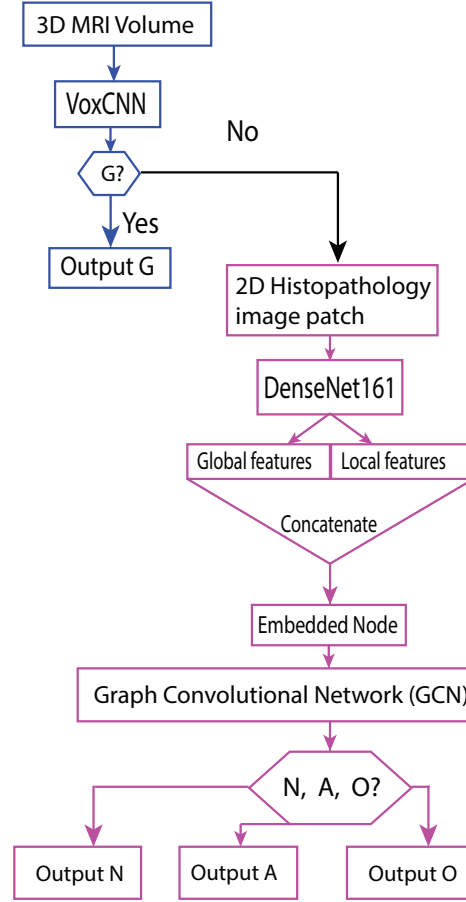 3D MRI Volume
VoxCNN
No
G?
Yes
Output G
2D Histopathology
image patch
DenseNet161
Global features
Local features
Concatenate
Embedded Node
Graph Convolutional Network (GCN)
N, A, O?
Output N
Output A
Output O